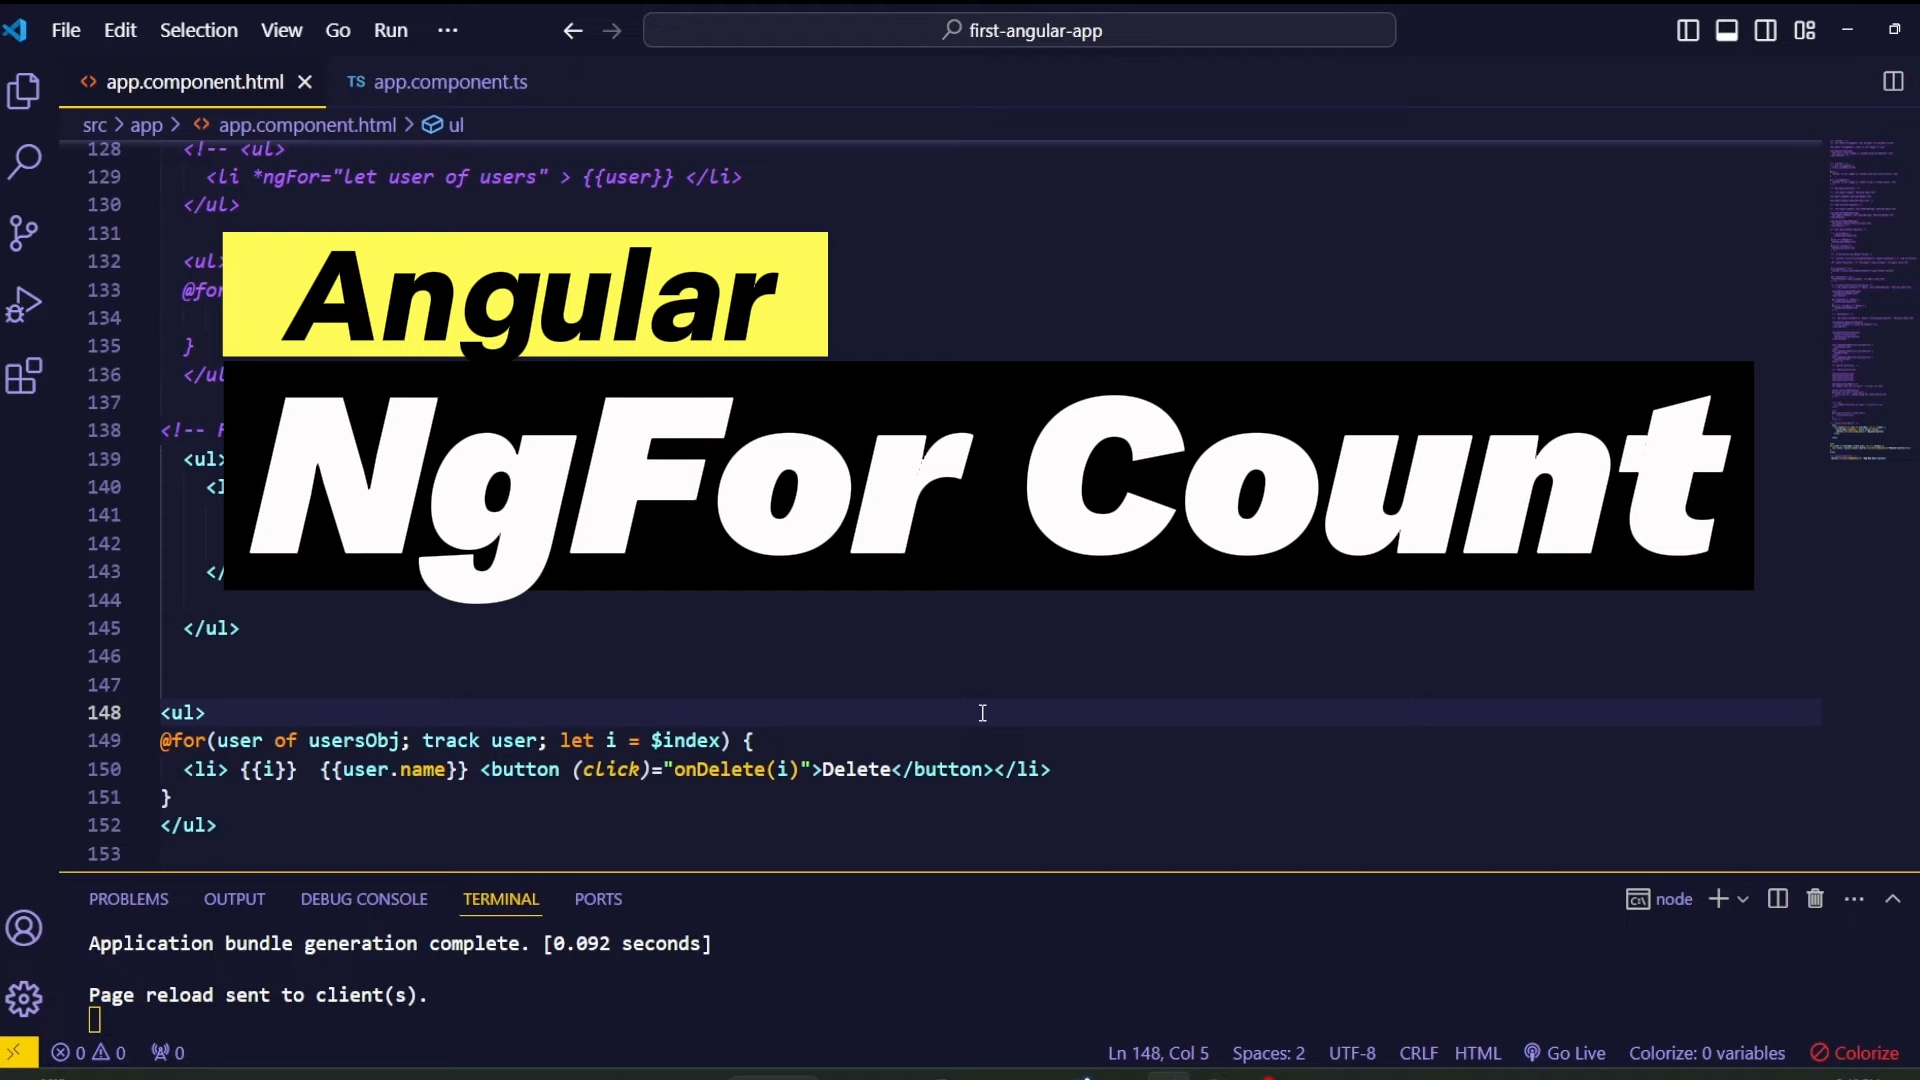 File Edit Selection View Go Run ···
first-angular-app
app.component.html TS app.component.ts
src > app > app.component.html > ul
128 <!-- <ul>
129 <li *ngFor="let user of users" > {{user}} </li>
130 </ul>
131
132 <ul>
133 @for
134
135 }
136 </ul
137
138 <!--
139 <ul>
140 <l
141
142
143 </
144
145 </ul>
146
147
148 <ul>
149 @for(user of usersObj; track user; let i = $index) {
150 <li> {{i}} {{user.name}} <button (click)="onDelete(i)">Delete</button></li>
151 }
152 </ul>
153
Angular
NgFor Count
PROBLEMS OUTPUT DEBUG CONSOLE TERMINAL PORTS
node
Application bundle generation complete. [0.092 seconds]
Page reload sent to client(s).
0 0 0
Ln 148, Col 5 Spaces: 2 UTF-8 CRLF HTML Go Live Colorize: 0 variables Colorize